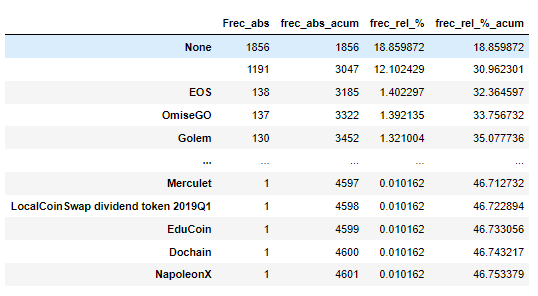 Frec_abs frec_abs_acum frec_rel_% frec_rel_%_acum
None 1856 1856 18.859872 18.859872
1191 3047 12.102429 30.962301
EOS 138 3185 1.402297 32.364597
OmiseGO 137 3322 1.392135 33.756732
Golem 130 3452 1.321004 35.077736
... ... ... ... ...
Merculet 1 4597 0.010162 46.712732
LocalCoinSwap dividend token 2019Q1 1 4598 0.010162 46.722894
EduCoin 1 4599 0.010162 46.733056
Dochain 1 4600 0.010162 46.743217
NapoleonX 1 4601 0.010162 46.753379